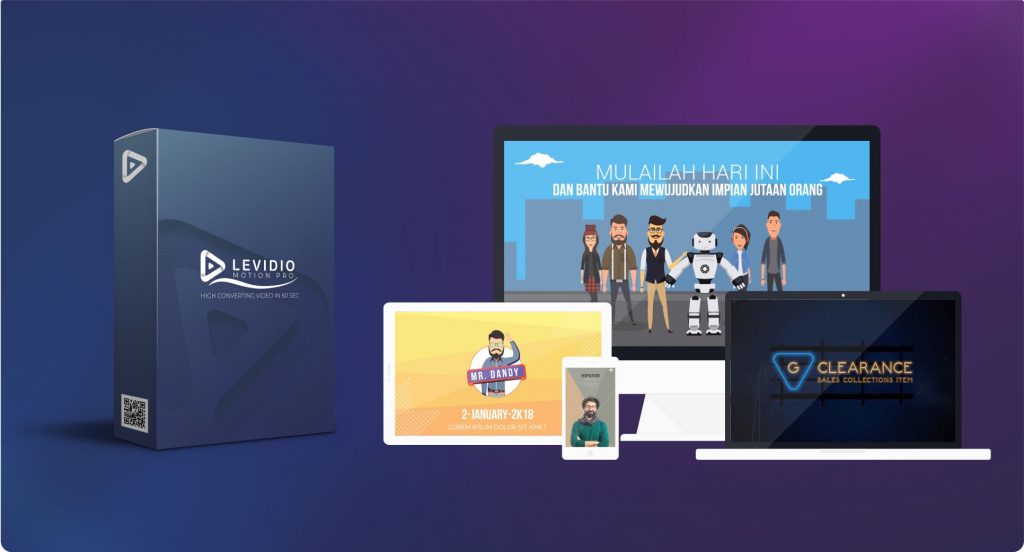 LEVIDIO
MOTION PRO
HIGH CONVERTING VIDEO IN 60 SEC
MULAILAH HARI INI
DAN BANTU KAMI MEWUJUDKAN IMPIAN JUTAAN ORANG
MR. DANDY
2-JANUARY-2K18
LOREM IPSUM DOLOR SIT AMET
HIPSTER
G
CLEARANCE
SALES COLLECTIONS ITEM